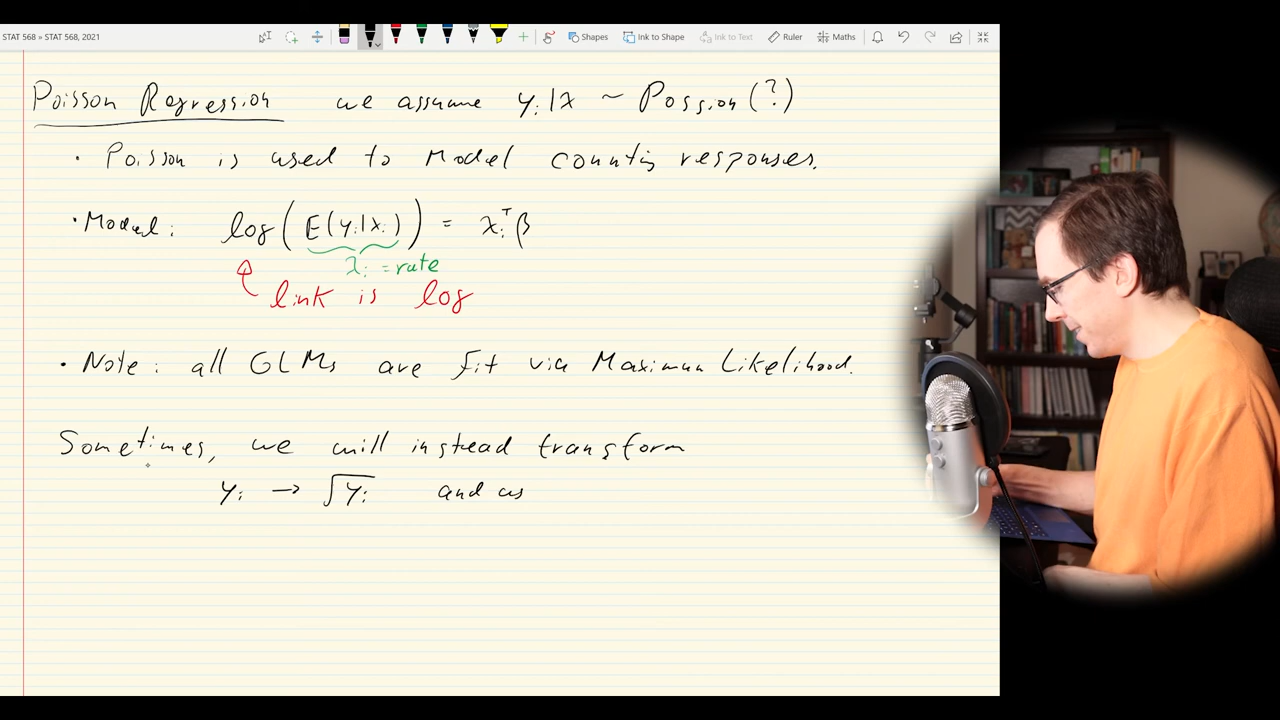 STAT 568 » STAT 568, 2021
Shapes
Ink to Shape
Ink to Text
Ruler
Maths
Poisson Regression we assume yᵢ|x ~ Possion(?)
· Poisson is used to Model counting responses.
· Model: log(E(yᵢ|xᵢ)) = xᵢᵀβ
λᵢ = rate
link is log
· Note: all GLMs are fit via Maximum Likelihood.
Sometimes, we will instead transform
yᵢ → √yᵢ and us